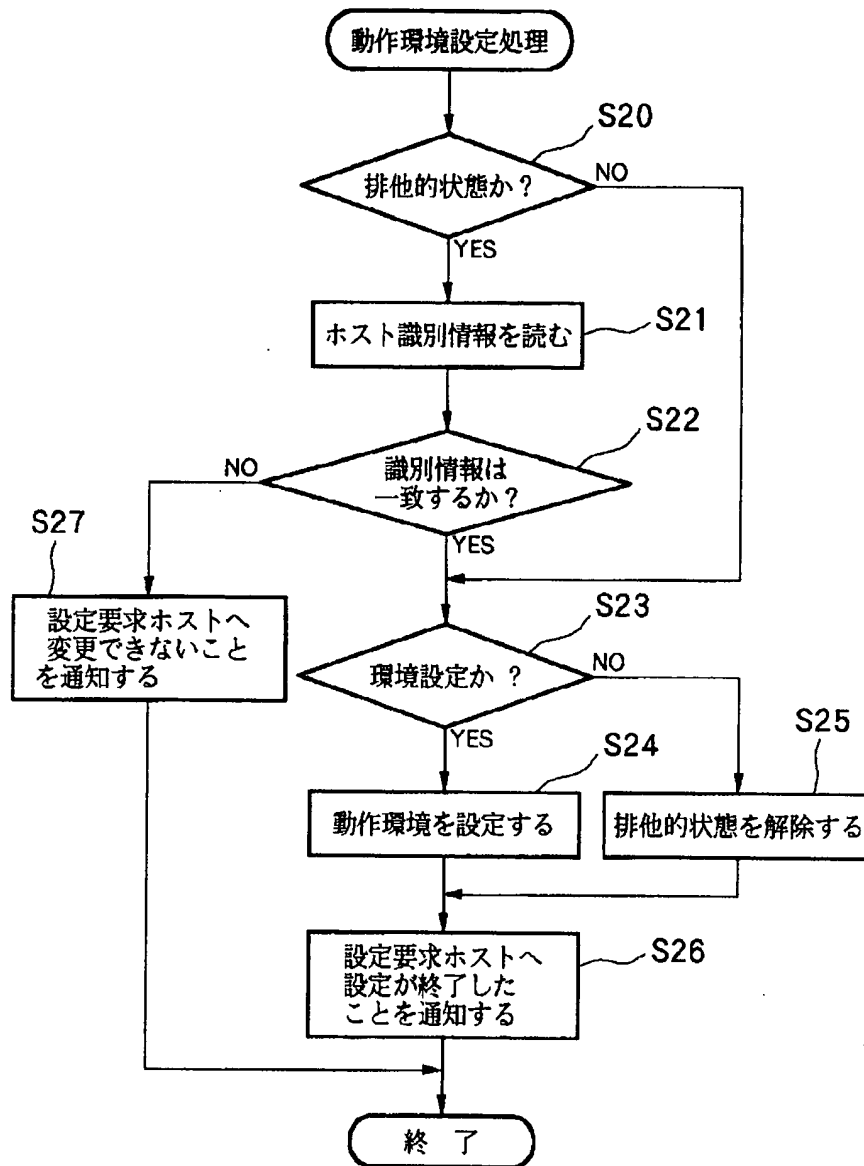 動作環境設定処理
S20
排他的状態か?
NO
YES
ホスト識別情報を読む
S21
S22
識別情報は
一致するか?
NO
YES
S27
設定要求ホストへ
変更できないこと
を通知する
S23
環境設定か ?
NO
YES
S24
動作環境を設定する
S25
排他的状態を解除する
設定要求ホストへ
設定が終了した
ことを通知する
S26
終 了